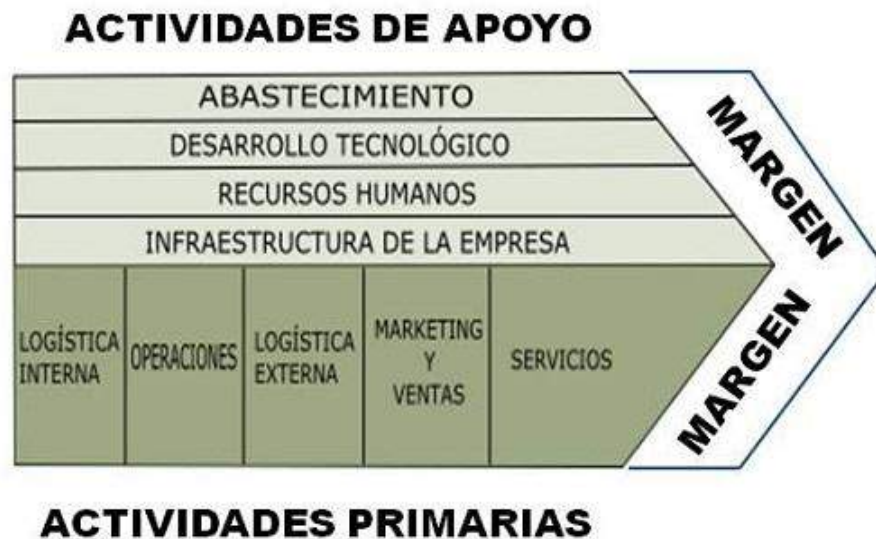 ACTIVIDADES DE APOYO
ABASTECIMIENTO
DESARROLLO TECNOLÓGICO
RECURSOS HUMANOS
INFRAESTRUCTURA DE LA EMPRESA
MARGEN
LOGÍSTICA
INTERNA
OPERACIONES
LOGÍSTICA
EXTERNA
MARKETING
Y
VENTAS
SERVICIOS
MARGEN
ACTIVIDADES PRIMARIAS